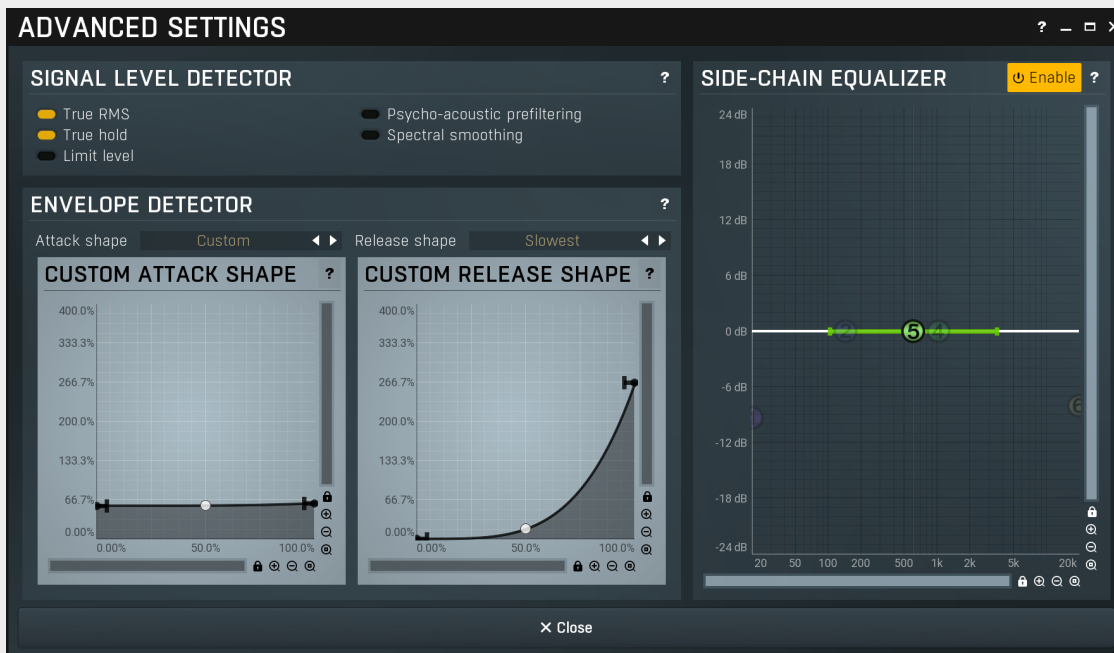 ADVANCED SETTINGS ?
SIGNAL LEVEL DETECTOR ?
True RMS
True hold
Limit level
Psycho-acoustic prefiltering
Spectral smoothing
ENVELOPE DETECTOR ?
Attack shape Custom
Release shape Slowest
CUSTOM ATTACK SHAPE ?
400.0%
333.3%
266.7%
200.0%
133.3%
66.7%
0.00%
0.00% 50.0% 100.0%
CUSTOM RELEASE SHAPE ?
400.0%
333.3%
266.7%
200.0%
133.3%
66.7%
0.00%
0.00% 50.0% 100.0%
SIDE-CHAIN EQUALIZER Enable ?
24 dB
18 dB
12 dB
6 dB
0 dB
2 5 4
-6 dB
6
-12 dB
-18 dB
-24 dB
20 50 100 200 500 1k 2k 5k 20k
Close